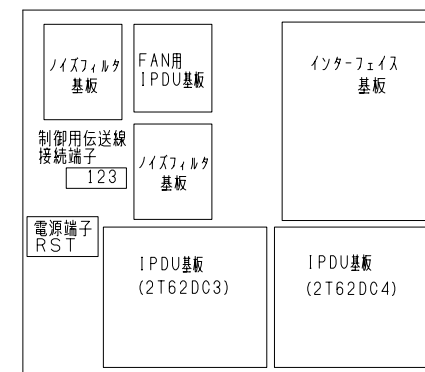 ノイズフィルタ
基板
FAN用
IPDU基板
インターフェイス
基板
制御用伝送線
接続端子
123
ノイズフィルタ
基板
電源端子
RST
IPDU基板
(2T62DC3)
IPDU基板
(2T62DC4)